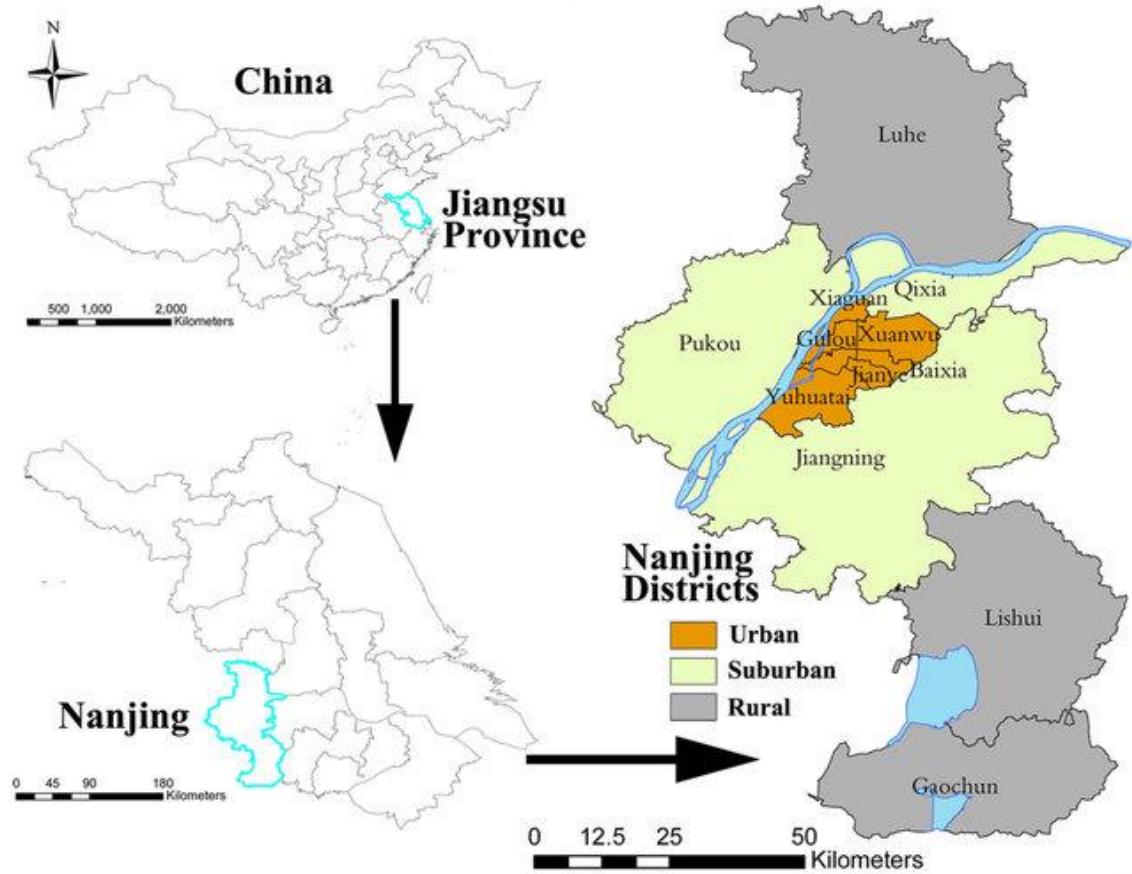 N
China
Jiangsu
Province
500 1,000 2,000
Kilometers
Nanjing
0 45 90 180
Kilometers
Luhe
Qixia
Xiaguan
Pukou
Gulou
Xuanwu
Jianye
Baixia
Yuhuatai
Jiangning
Nanjing
Districts
Urban
Suburban
Rural
Lishui
Gaochun
0 12.5 25 50
Kilometers